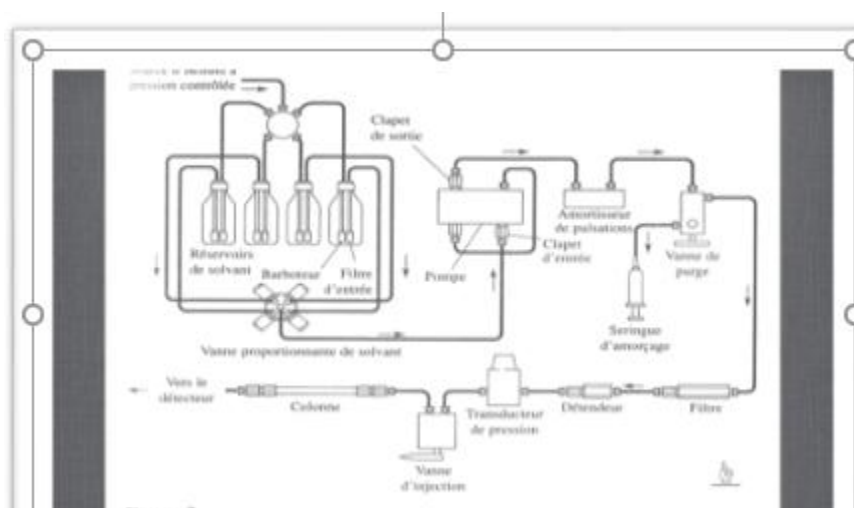 pression contrôlée
Clapet
de sortie
Réservoirs
de solvant
Barboteur
Filtre
d'entrée
Pompe
Clapet
d'entrée
Amortisseur
de pulsations
Vanne de
purge
Seringue
d'amorçage
Vanne proportionnante de solvant
Vers le
détecteur
Colonne
Vanne
d'injection
Transducteur
de pression
Détendeur
Filtre